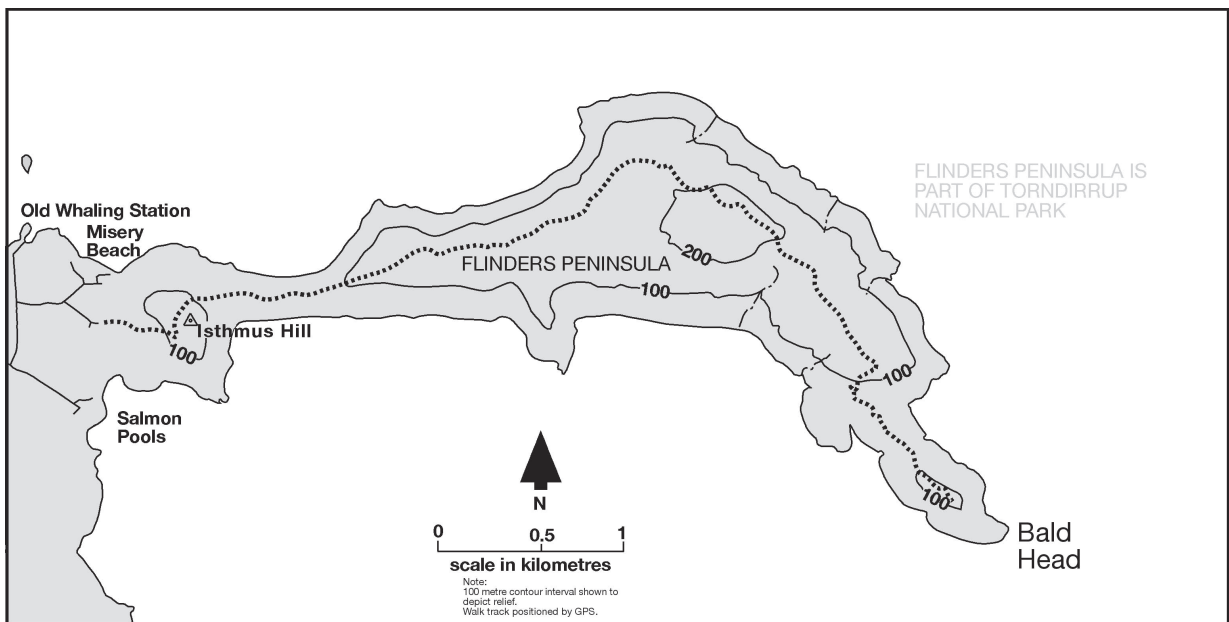 FLINDERS PENINSULA IS
PART OF TORNDIRRUP
NATIONAL PARK
Old Whaling Station
Misery
Beach
200
FLINDERS PENINSULA
100
Isthmus Hill
100
100
Salmon
Pools
100
N
Bald
Head
0 0.5 1
scale in kilometres
Note:
100 metre contour interval shown to
depict relief.
Walk track positioned by GPS.